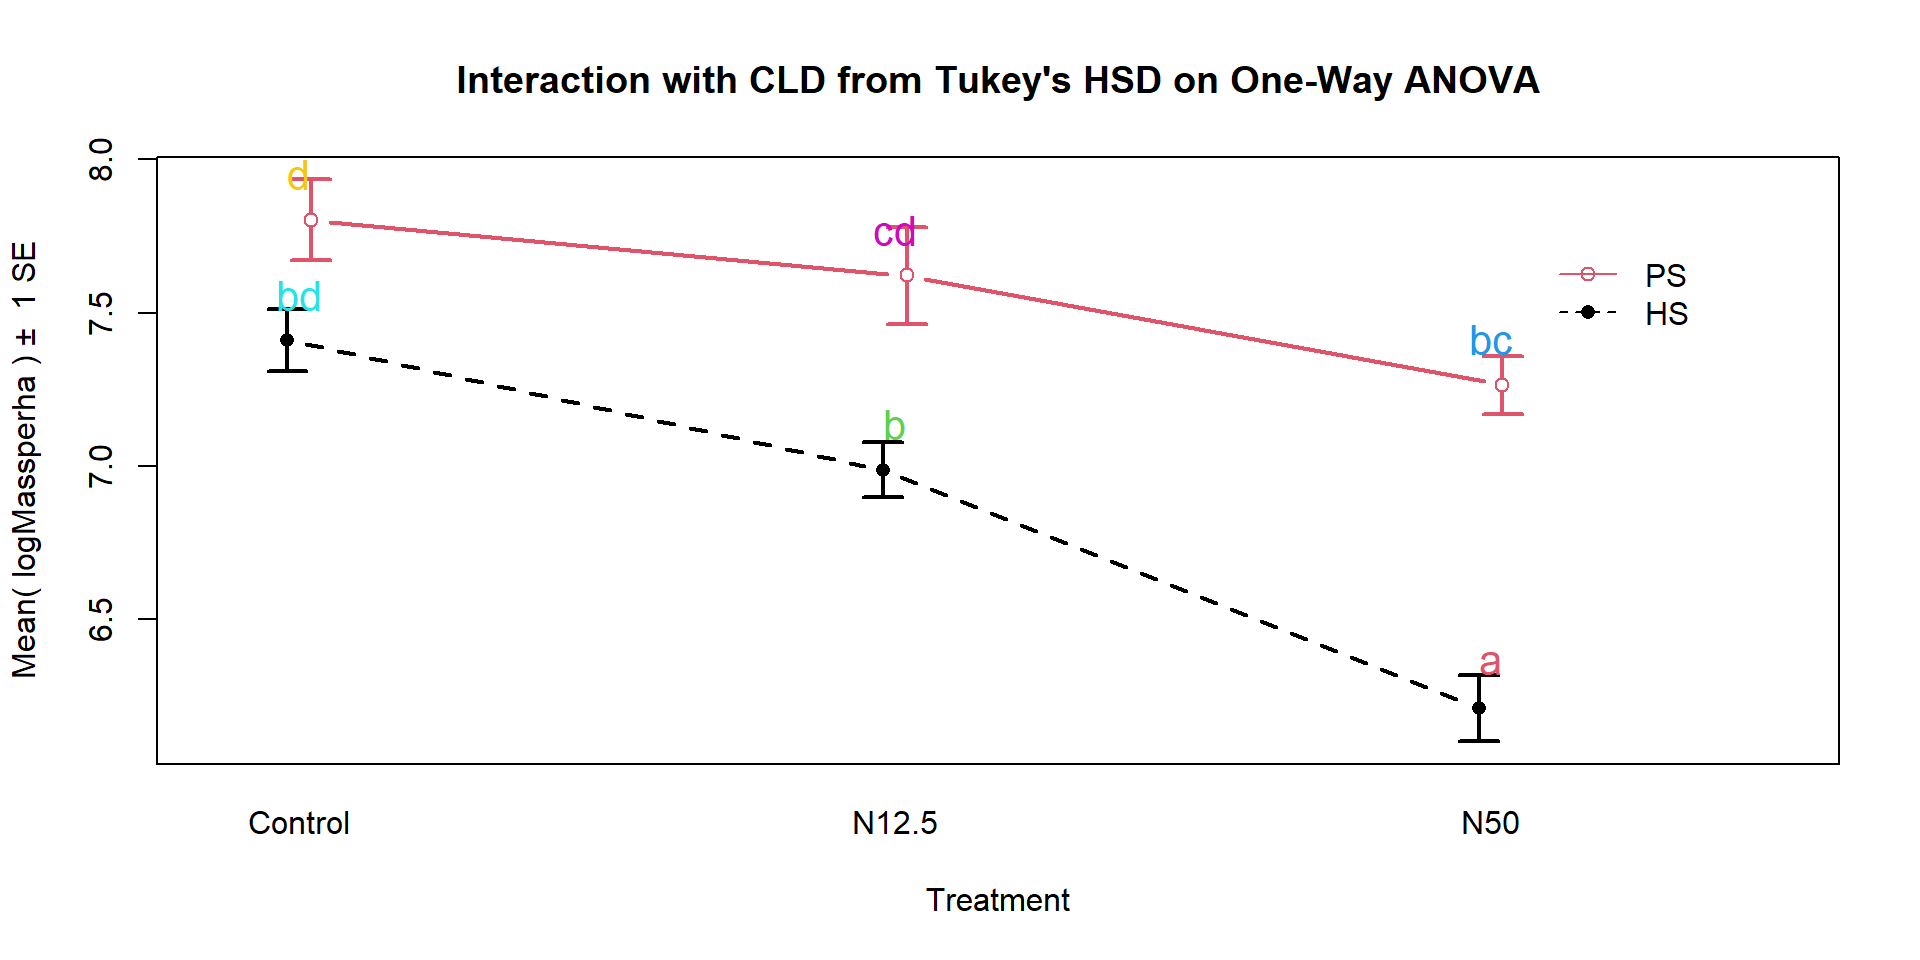 Interaction with CLD from Tukey's HSD on One-Way ANOVA
Mean( logMassperha ) ± 1 SE
8.0
7.5
7.0
6.5
d
cd
bd
bc
b
a
PS
HS
Control
N12.5
N50
Treatment